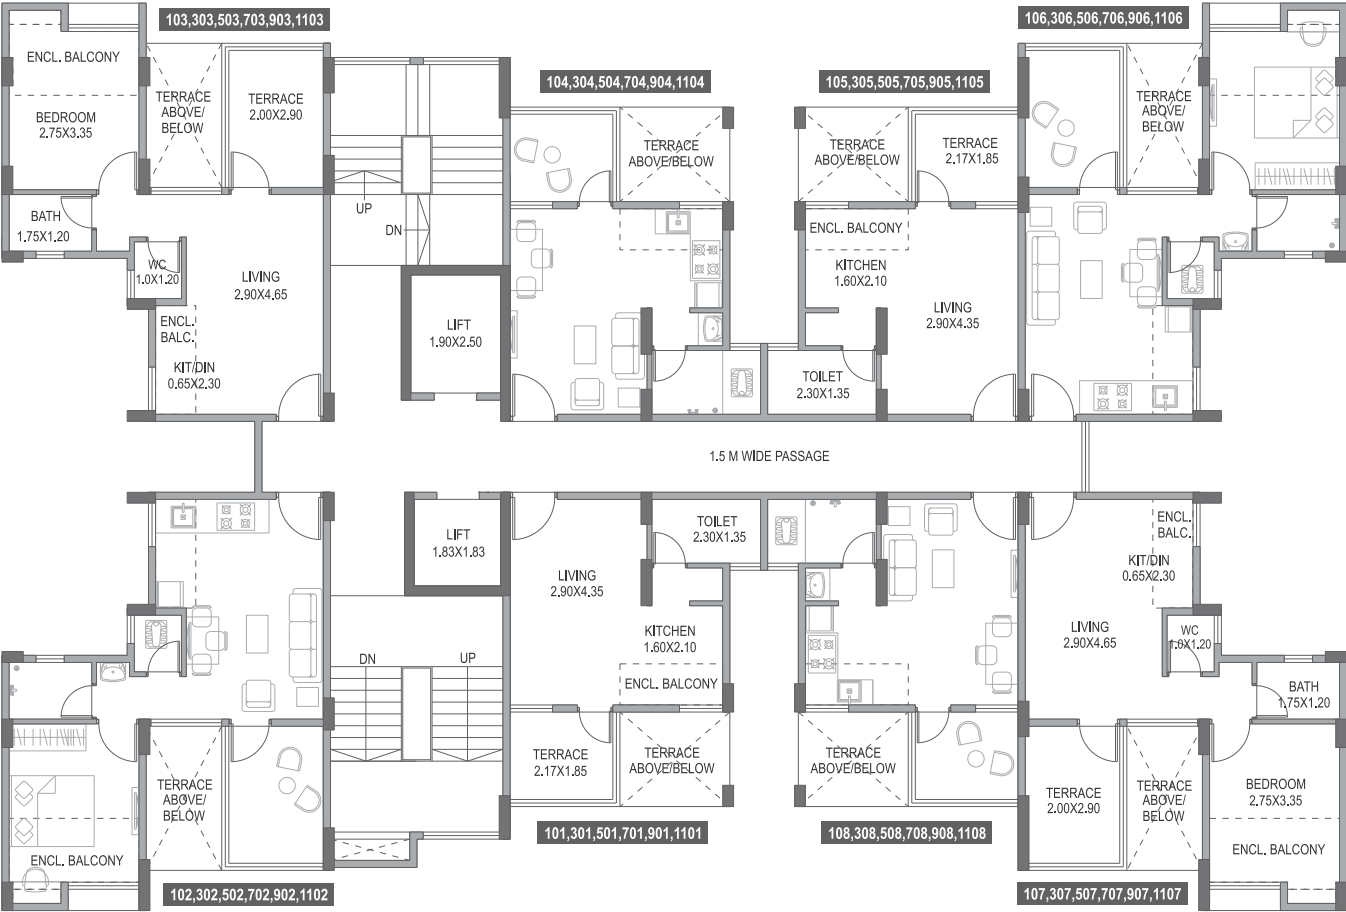 103,303,503,703,903,1103
106,306,506,706,906,1106
104,304,504,704,904,1104
105,305,505,705,905,1105
ENCL. BALCONY
BEDROOM
2.75X3.35
TERRACE
ABOVE/
BELOW
TERRACE
2.00X2.90
TERRACE
ABOVE/BELOW
TERRACE
ABOVE/BELOW
TERRACE
2.17X1.85
TERRACE
ABOVE/
BELOW
BATH
1.75X1.20
UP
DN
ENCL. BALCONY
KITCHEN
1.60X2.10
WC
1.0X1.20
LIVING
2.90X4.65
ENCL.
BALC.
KIT/DIN
0.65X2.30
LIFT
1.90X2.50
LIVING
2.90X4.35
TOILET
2.30X1.35
1.5 M WIDE PASSAGE
LIFT
1.83X1.83
TOILET
2.30X1.35
LIVING
2.90X4.35
KITCHEN
1.60X2.10
ENCL. BALCONY
ENCL.
BALC.
KIT/DIN
0.65X2.30
LIVING
2.90X4.65
WC
1.0X1.20
BATH
1.75X1.20
DN
UP
TERRACE
ABOVE/
BELOW
TERRACE
2.17X1.85
TERRACE
ABOVE/BELOW
TERRACE
ABOVE/BELOW
TERRACE
2.00X2.90
TERRACE
ABOVE/
BELOW
BEDROOM
2.75X3.35
ENCL. BALCONY
ENCL. BALCONY
101,301,501,701,901,1101
108,308,508,708,908,1108
102,302,502,702,902,1102
107,307,507,707,907,1107